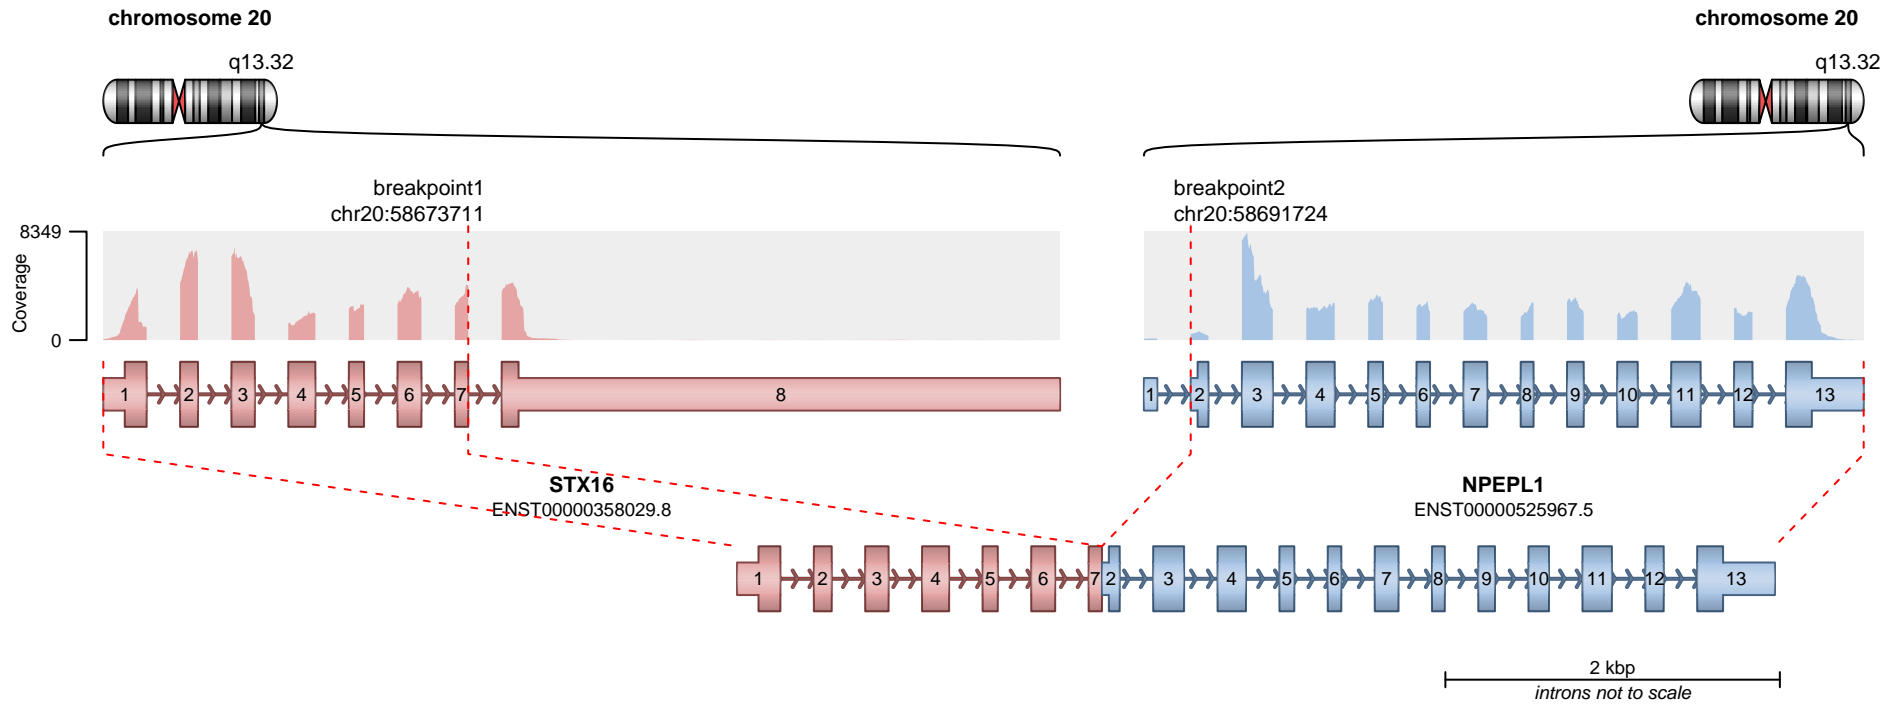 chromosome 20
chromosome 20
q13.32
q13.32
breakpoint1
chr20:58673711
breakpoint2
chr20:58691724
8349
Coverage
0
1 2 3 4 5 6 7 8
1 2 3 4 5 6 7 8 9 10 11 12 13
STX16
ENST00000358029.8
NPEPL1
ENST00000525967.5
1 2 3 4 5 6 7 2 3 4 5 6 7 8 9 10 11 12 13
2 kbp
introns not to scale